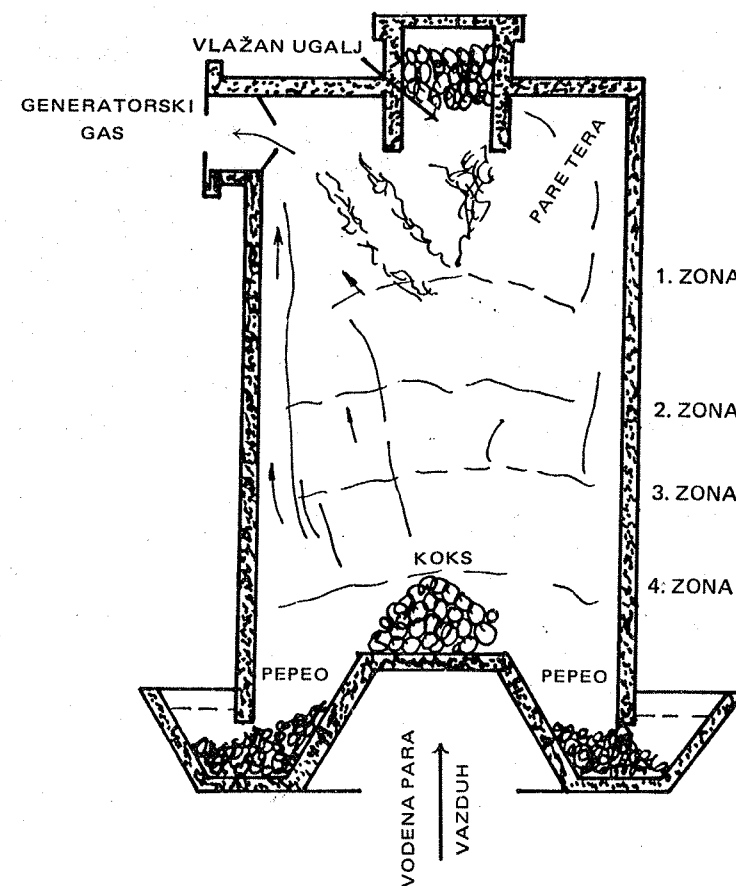 VLAŽAN UGALJ
GENERATORSKI
GAS
PARE TERA
1. ZONA
2. ZONA
3. ZONA
KOKS
4. ZONA
PEPEO
PEPEO
VODENA PARA
VAZDUH